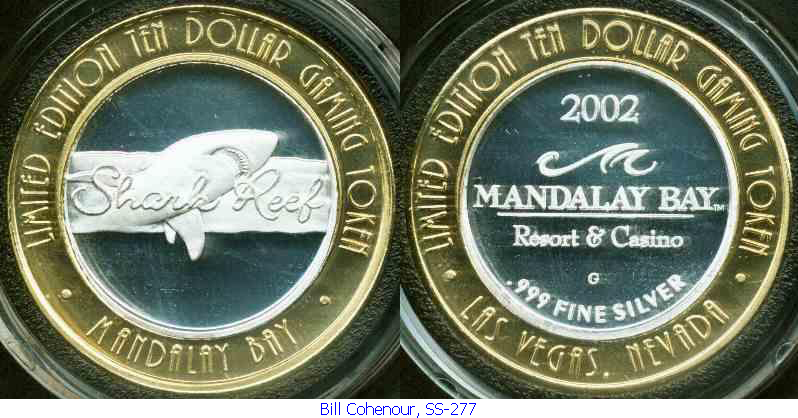 LIMITED EDITION TEN DOLLAR GAMING TOKEN
Shark Reef
• MANDALAY BAY •
LIMITED EDITION TEN DOLLAR GAMING TOKEN
2002
MANDALAY BAY™
Resort & Casino
G
.999 FINE SILVER
• LAS VEGAS, NEVADA •
Bill Cohenour, SS-277